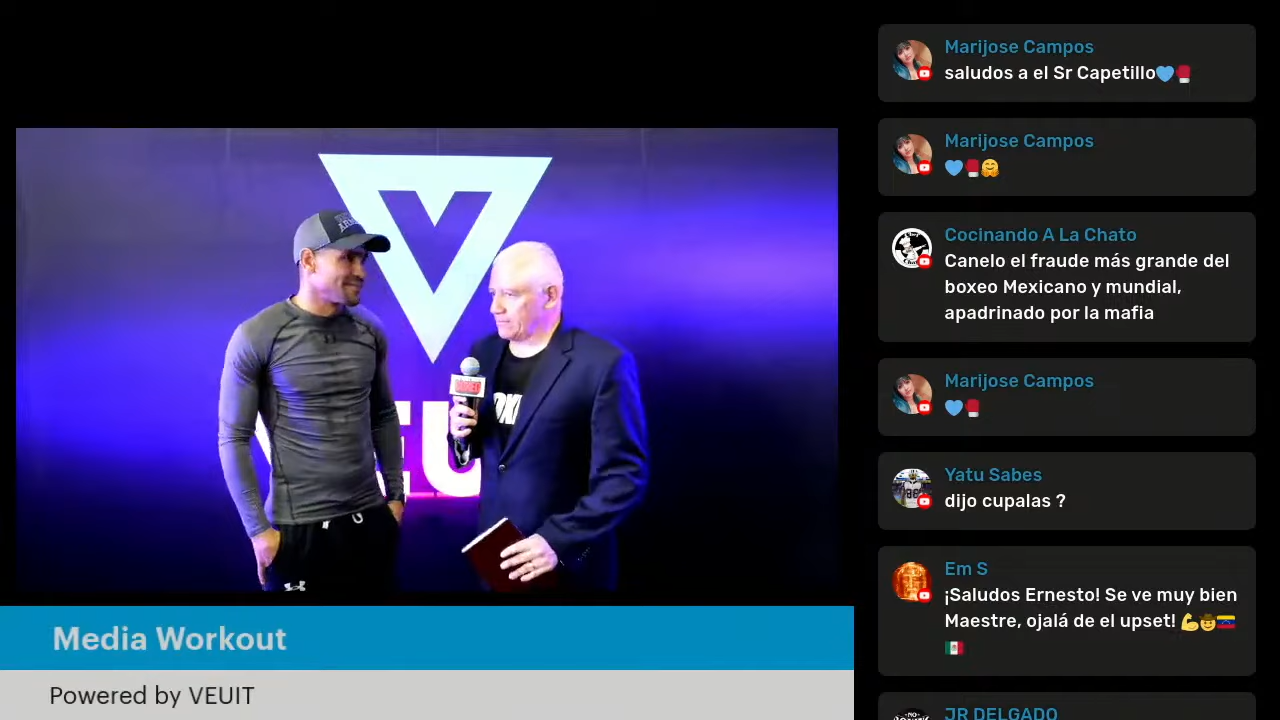 Marijose Campos
saludos a el Sr Capetillo💙🥊
Marijose Campos
💙🥊🤗
Cocinando A La Chato
Canelo el fraude más grande del
boxeo Mexicano y mundial,
apadrinado por la mafia
Marijose Campos
💙🥊
Yatu Sabes
dijo cupalas ?
Em S
¡Saludos Ernesto! Se ve muy bien
Maestre, ojalá de el upset! 💪🤠🇻🇪
🇲🇽
JR DELGADO
Media Workout
Powered by VEUIT